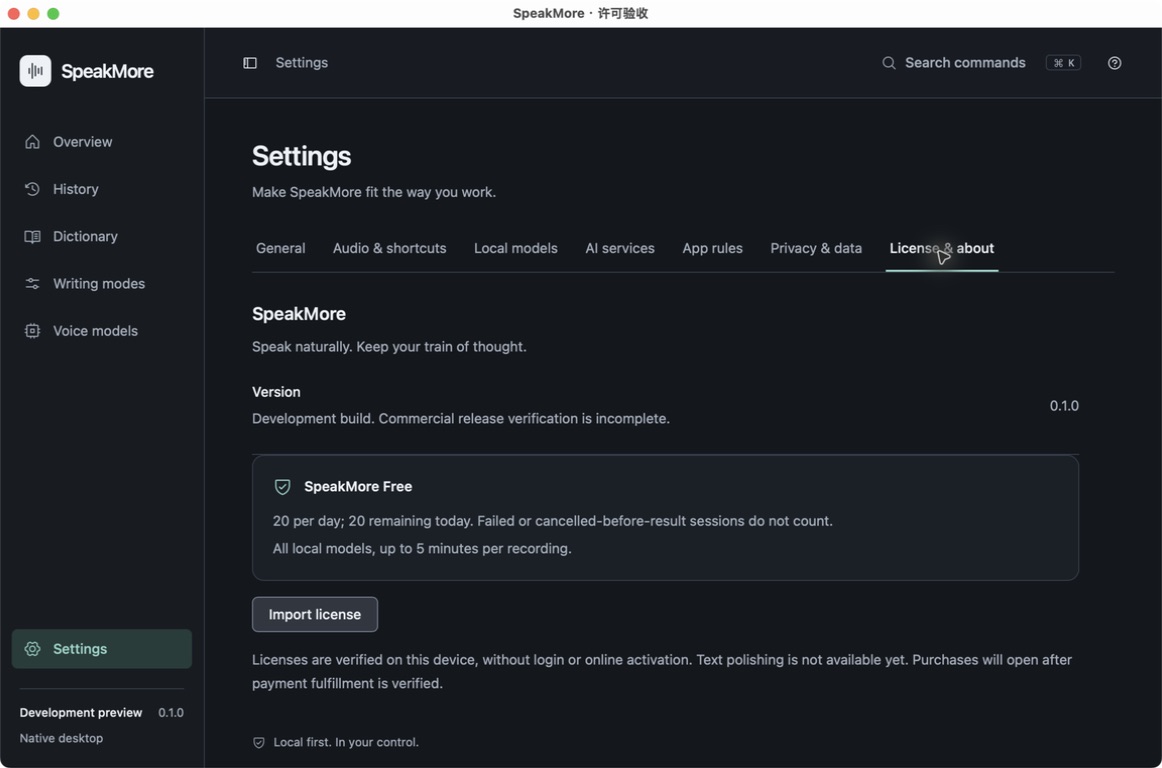 SpeakMore · 许可验收
SpeakMore
Settings
Search commands
⌘ K
Overview
History
Dictionary
Writing modes
Voice models
Settings
Make SpeakMore fit the way you work.
General
Audio & shortcuts
Local models
AI services
App rules
Privacy & data
License & about
SpeakMore
Speak naturally. Keep your train of thought.
Version
Development build. Commercial release verification is incomplete.
0.1.0
SpeakMore Free
20 per day; 20 remaining today. Failed or cancelled-before-result sessions do not count.
All local models, up to 5 minutes per recording.
Import license
Licenses are verified on this device, without login or online activation. Text polishing is not available yet. Purchases will open after
payment fulfillment is verified.
Local first. In your control.
Settings
Development preview
0.1.0
Native desktop